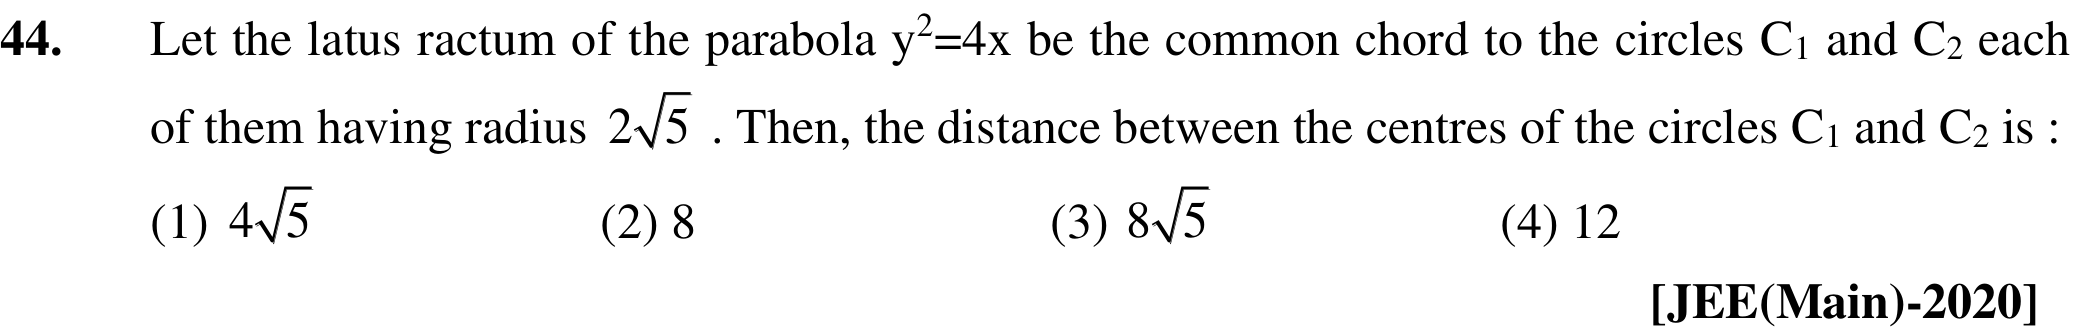 44. Let the latus ractum of the parabola y²=4x be the common chord to the circles C₁ and C₂ each
of them having radius 2√5 . Then, the distance between the centres of the circles C₁ and C₂ is :
(1) 4√5 (2) 8 (3) 8√5 (4) 12
[JEE(Main)-2020]